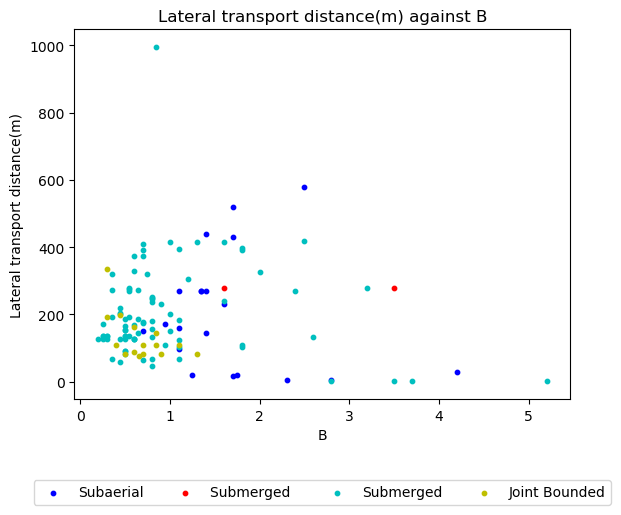 Lateral transport distance(m) against B
1000
800
600
400
200
0
Lateral transport distance(m)
0 1 2 3 4 5
B
Subaerial Submerged Submerged Joint Bounded